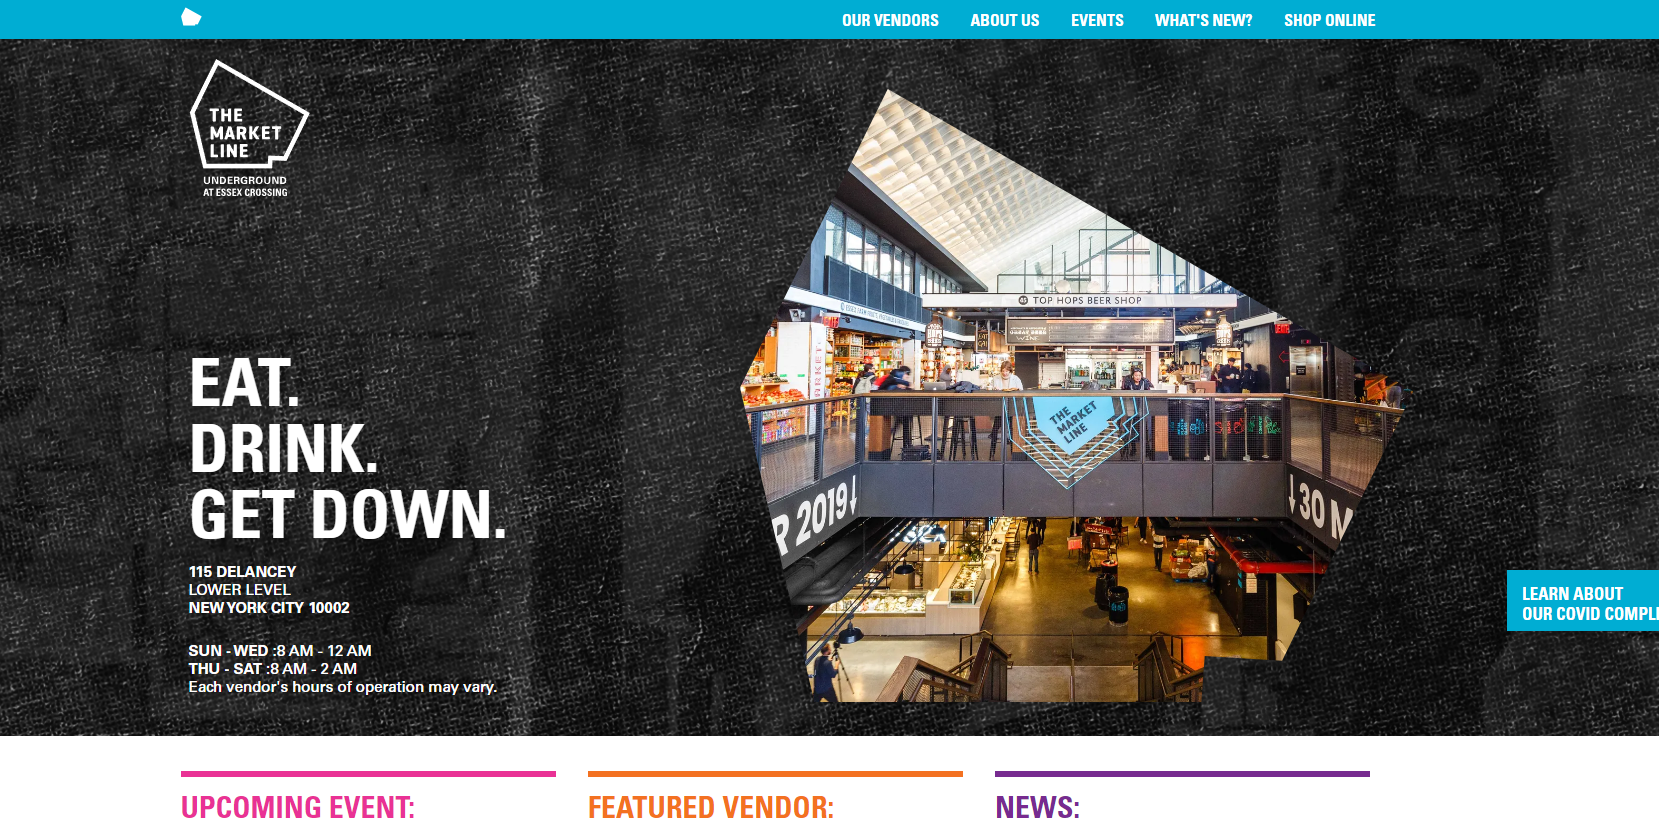 OUR VENDORS
ABOUT US
EVENTS
WHAT'S NEW?
SHOP ONLINE
THE
MARKET
LINE
UNDERGROUND
AT ESSEX CROSSING
TOP HOPS BEER SHOP
WINE
THE
MARKET
LINE
R 2019↓
↓30 M
EAT.
DRINK.
GET DOWN.
115 DELANCEY
LOWER LEVEL
NEW YORK CITY 10002
SUN - WED :8 AM - 12 AM
THU - SAT :8 AM - 2 AM
Each vendor's hours of operation may vary.
LEARN ABOUT
OUR COVID COMPLI
UPCOMING EVENT:
FEATURED VENDOR:
NEWS: